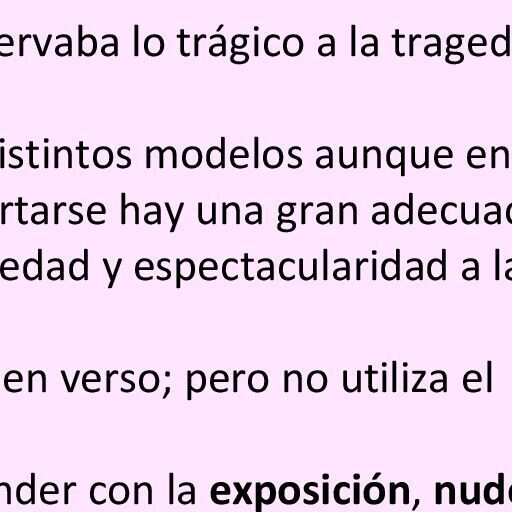 ervaba lo trágico a la traged
istintos modelos aunque en
rtarse hay una gran adecuac
edad y espectacularidad a la
en verso; pero no utiliza el
nder con la exposición, nudo